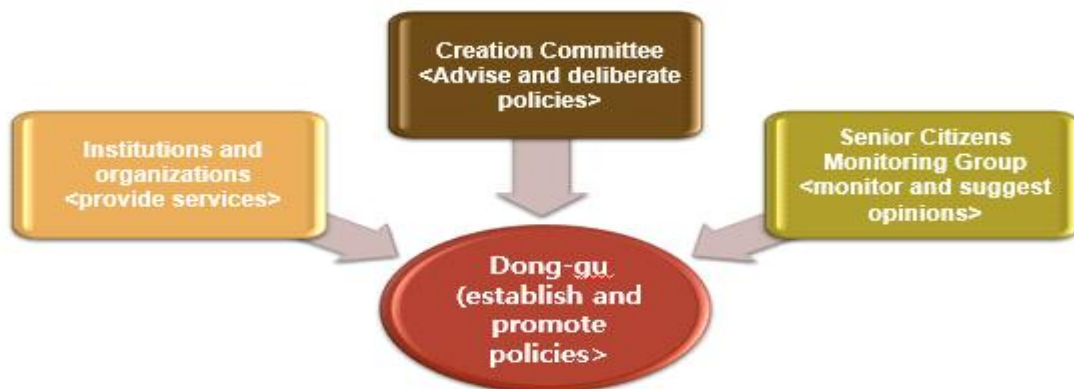 Creation Committee
<Advise and deliberate
policies>
Institutions and
organizations
<provide services>
Senior Citizens
Monitoring Group
<monitor and suggest
opinions>
Dong-gu
(establish and
promote
policies>